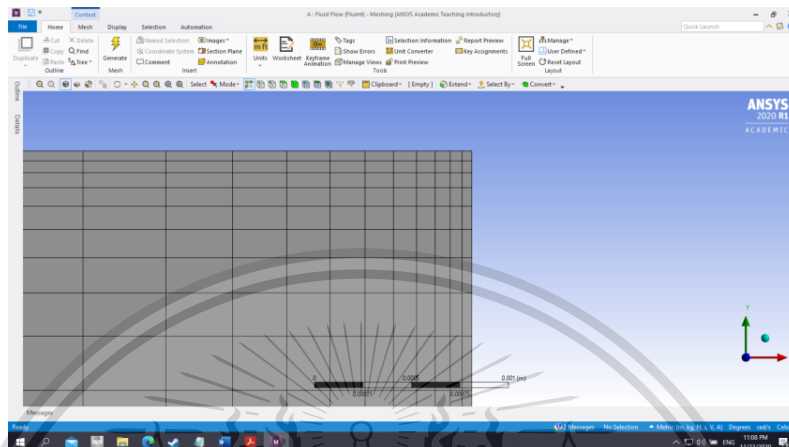 Context
A : Fluid Flow (Fluent) - Meshing [ANSYS Academic Teaching Introductory]
File Home Mesh Display Selection Automation
Quick Launch
Duplicate
Cut
Copy
Paste
Delete
Find
Tree
Outline
Generate
Mesh
Named Selection
Coordinate System
Comment
Images
Section Plane
Annotation
Insert
Units Worksheet Keyframe Animation
Tags
Show Errors
Manage Views
Selection Information
Unit Converter
Print Preview
Report Preview
Key Assignments
Tools
Full Screen
Manage
User Defined
Reset Layout
Layout
Select Mode Clipboard [Empty] Extend Select By Convert
Outline
Details
ANSYS
2020 R1
ACADEMIC
Y
0 0.0005 0.001 (m)
0.00025 0.00075
Messages
Ready
Messages No Selection Metric (m, kg, N, s, V, A) Degrees rad/s
ENG
11:08 PM